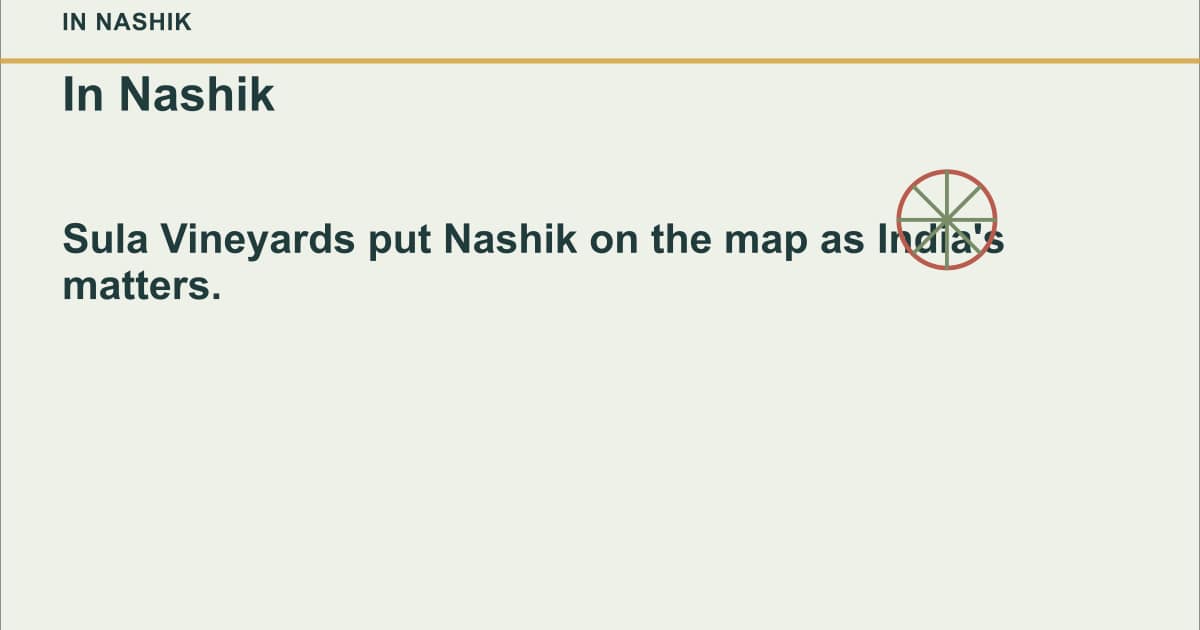 IN NASHIK
In Nashik
Sula Vineyards put Nashik on the map as India's
matters.